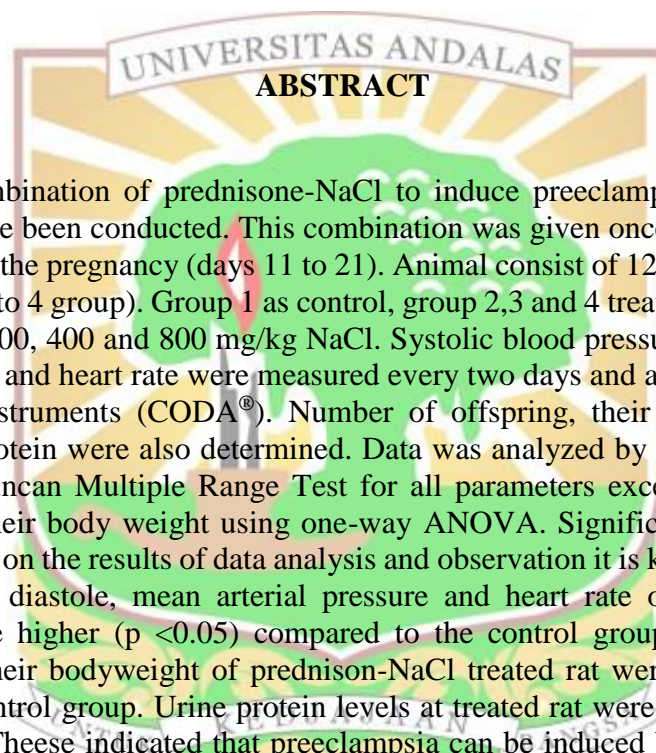 UNIVERSITAS ANDALAS
ABSTRACT
mbination of prednisone-NaCl to induce preeclamp
e been conducted. This combination was given once
the pregnancy (days 11 to 21). Animal consist of 12
to 4 group). Group 1 as control, group 2,3 and 4 treat
00, 400 and 800 mg/kg NaCl. Systolic blood pressu
and heart rate were measured every two days and a
struments (CODA®). Number of offspring, their
otein were also determined. Data was analyzed by
uncan Multiple Range Test for all parameters exce
heir body weight using one-way ANOVA. Signific
on the results of data analysis and observation it is k
diastole, mean arterial pressure and heart rate o
e higher (p <0.05) compared to the control group
heir bodyweight of prednison-NaCl treated rat wer
ntrol group. Urine protein levels at treated rat were
Theese indicated that preeclampsia can be induced